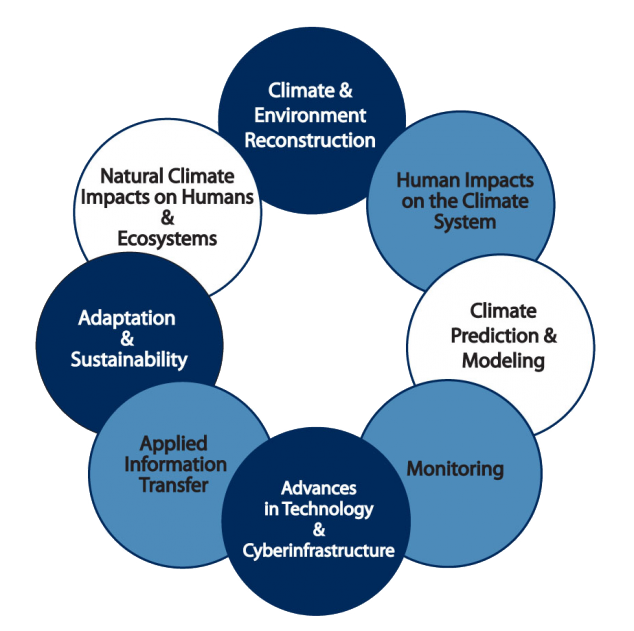 Climate &
Environment
Reconstruction
Human Impacts
on the Climate
System
Climate
Prediction &
Modeling
Monitoring
Advances
in Technology
&
Cyberinfrastructure
Applied
Information
Transfer
Adaptation
&
Sustainability
Natural Climate
Impacts on Humans
&
Ecosystems